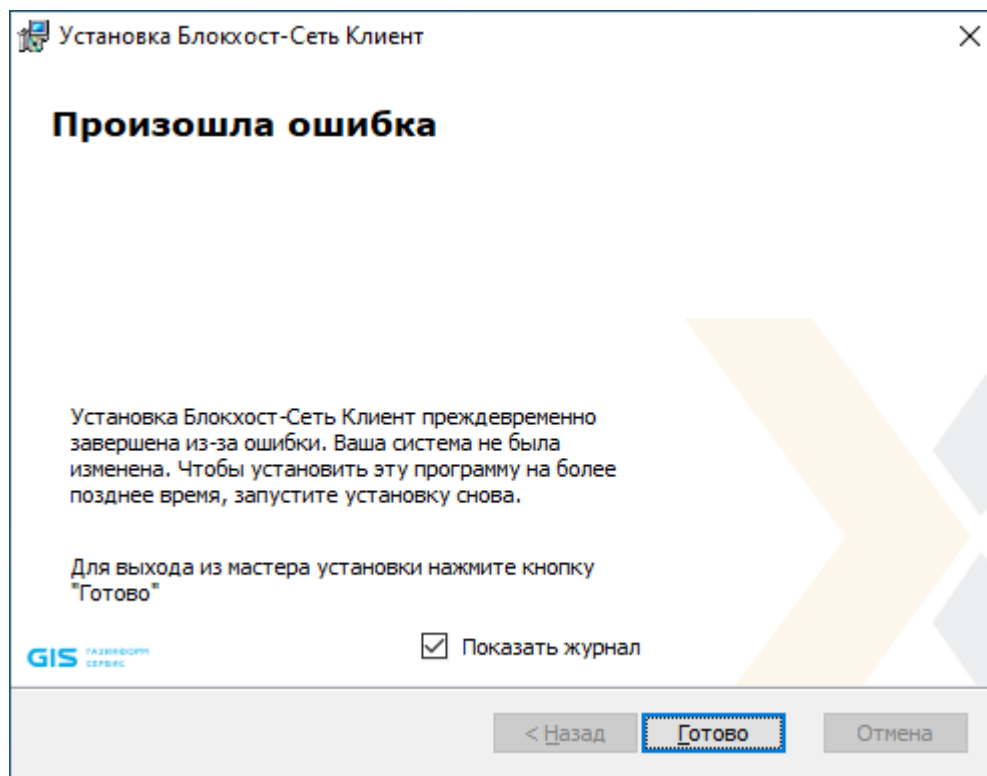 Установка Блокхост-Сеть Клиент
Произошла ошибка
Установка Блокхост-Сеть Клиент преждевременно
завершена из-за ошибки. Ваша система не была
изменена. Чтобы установить эту программу на более
позднее время, запустите установку снова.
Для выхода из мастера установки нажмите кнопку
"Готово"
GIS ГАЗИНФОРМ
СЕРВИС
Показать журнал
< Назад
Готово
Отмена